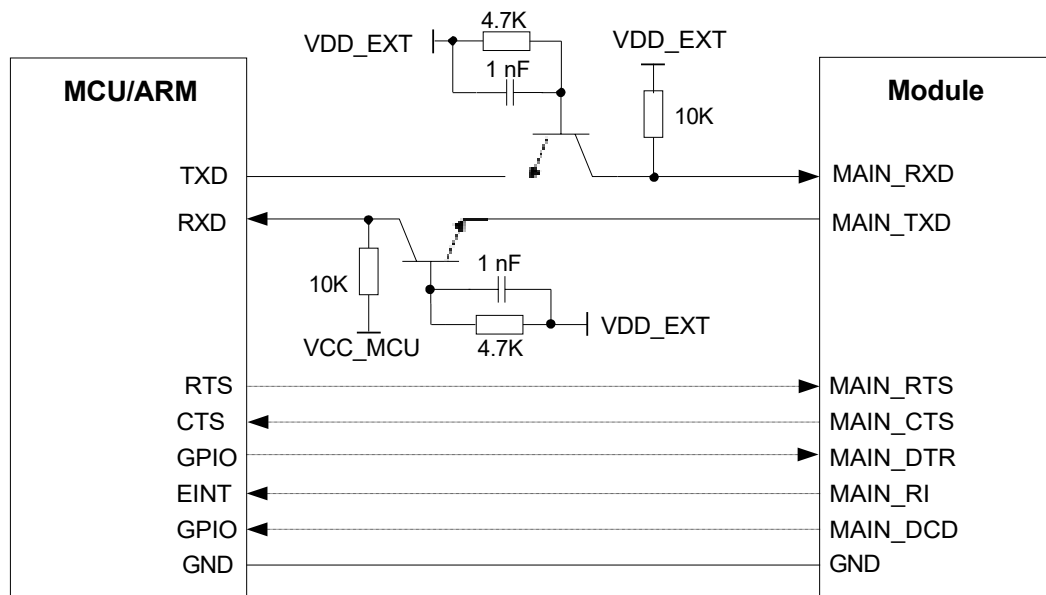 4.7K
VDD_EXT
VDD_EXT
1 nF
MCU/ARM
Module
10K
TXD
MAIN_RXD
RXD
MAIN_TXD
1 nF
10K
VDD_EXT
VCC_MCU
4.7K
RTS
MAIN_RTS
CTS
MAIN_CTS
GPIO
MAIN_DTR
EINT
MAIN_RI
GPIO
MAIN_DCD
GND
GND